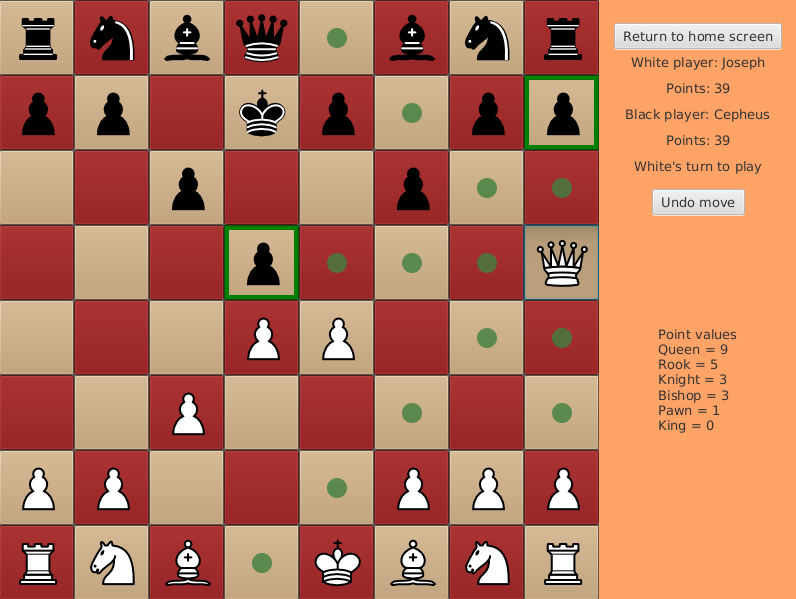 Return to home screen
White player: Joseph
Points: 39
Black player: Cepheus
Points: 39
White's turn to play
Undo move
Point values
Queen = 9
Rook = 5
Knight = 3
Bishop = 3
Pawn = 1
King = 0